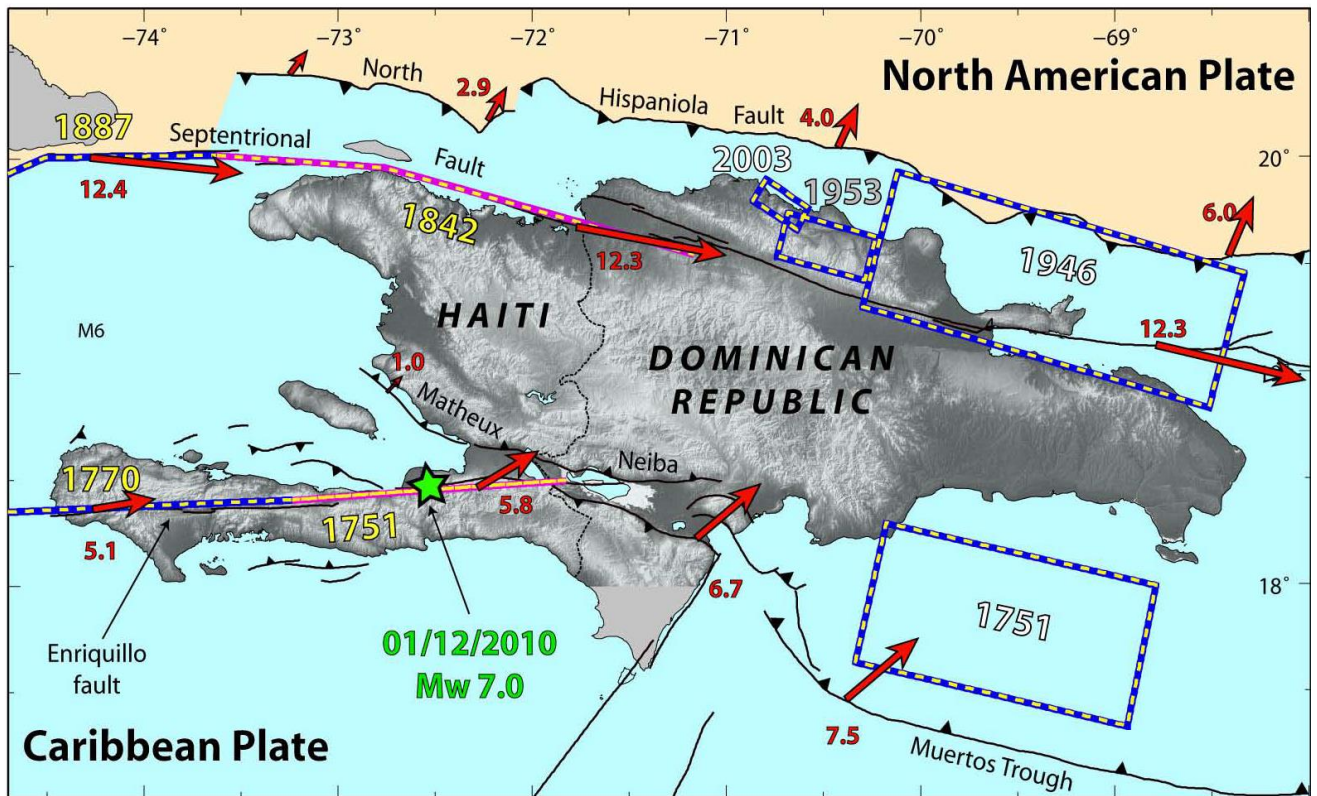 −74° −73° −72° −71° −70° −69°
North American Plate
North
2.9
Hispaniola
Fault
4.0
1887
Septentrional
Fault
2003
20°
12.4
1953
6.0
1842
12.3
1946
M6
HAITI
12.3
1.0
DOMINICAN
REPUBLIC
Matheux
Neiba
1770
5.8
1751
5.1
6.7
18°
Enriquillo
fault
01/12/2010
Mw 7.0
1751
Caribbean Plate
7.5
Muertos Trough